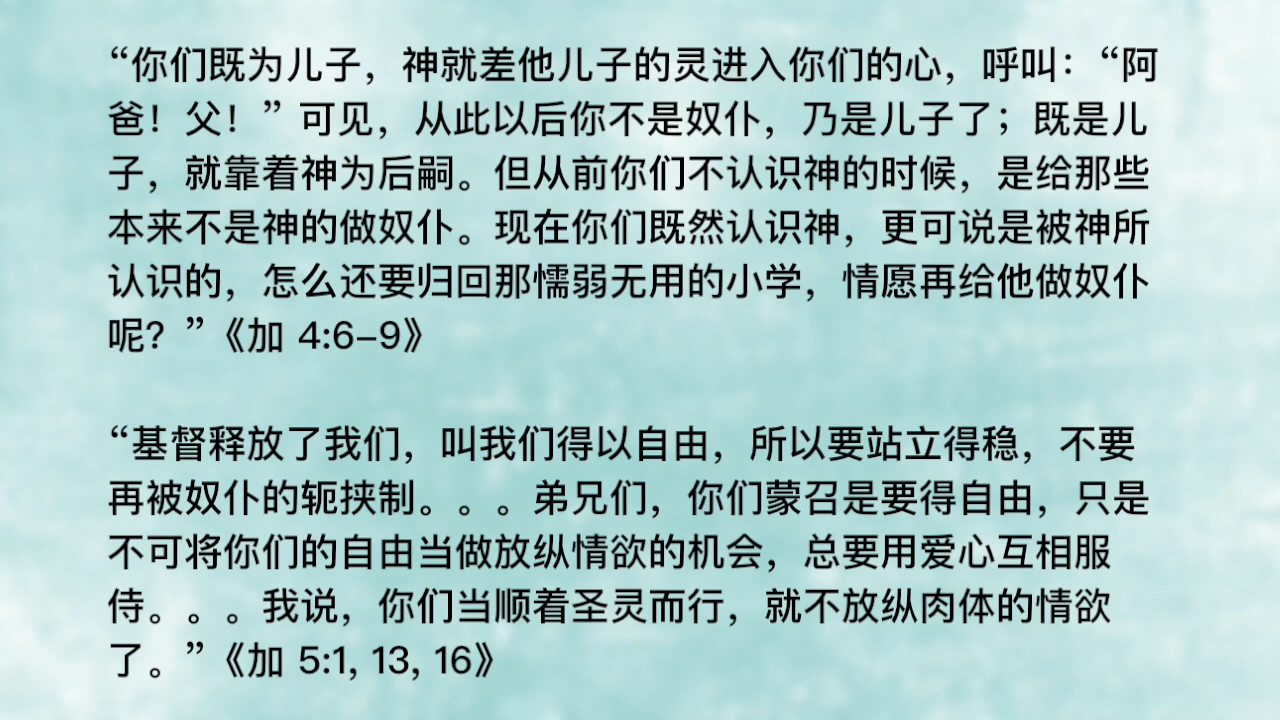 “你们既为儿子，神就差他儿子的灵进入你们的心，呼叫：“阿
爸！父！” 可见，从此以后你不是奴仆，乃是儿子了；既是儿
子，就靠着神为后嗣。但从前你们不认识神的时候，是给那些
本来不是神的做奴仆。现在你们既然认识神，更可说是被神所
认识的，怎么还要归回那懦弱无用的小学，情愿再给他做奴仆
呢？”《加 4:6–9》
“基督释放了我们，叫我们得以自由，所以要站立得稳，不要
再被奴仆的轭挟制。。。弟兄们，你们蒙召是要得自由，只是
不可将你们的自由当做放纵情欲的机会，总要用爱心互相服
侍。。。我说，你们当顺着圣灵而行，就不放纵肉体的情欲
了。”《加 5:1, 13, 16》